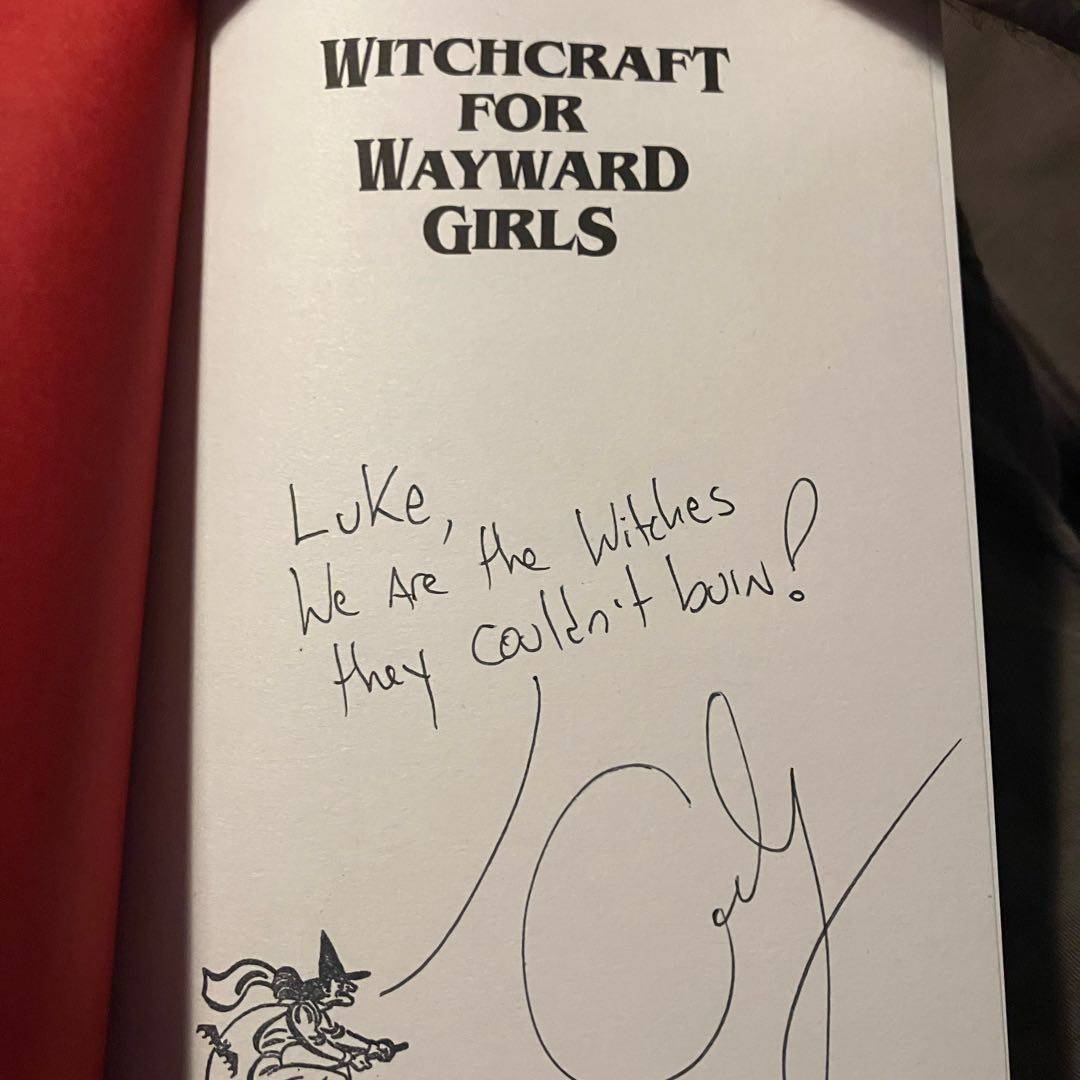 WITCHCRAFT
FOR
WAYWARD
GIRLS
Luke,
We Are the Witches
they couldn't burn!